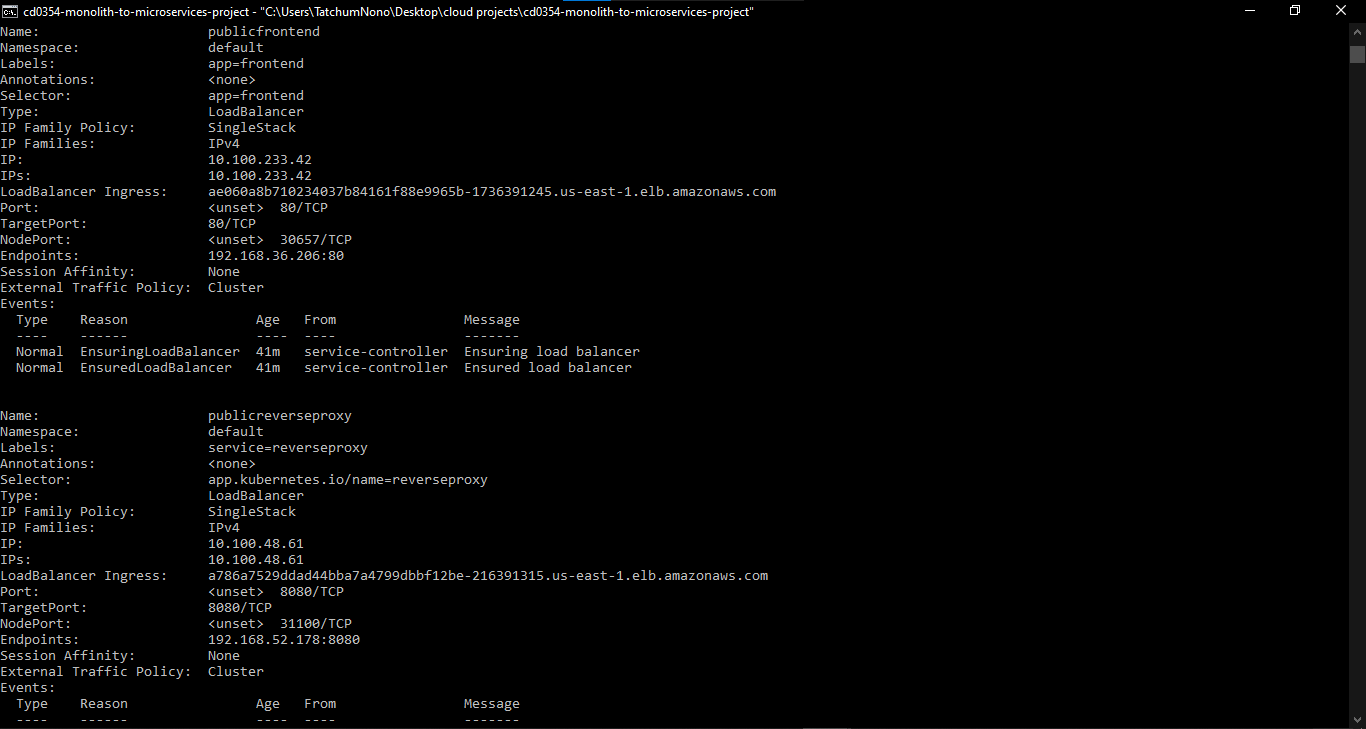 cd0354-monolith-to-microservices-project - "C:\Users\TatchumNono\Desktop\cloud projects\cd0354-monolith-to-microservices-project"
Name:                     publicfrontend
Namespace:                default
Labels:                   app=frontend
Annotations:              <none>
Selector:                 app=frontend
Type:                     LoadBalancer
IP Family Policy:         SingleStack
IP Families:              IPv4
IP:                       10.100.233.42
IPs:                      10.100.233.42
LoadBalancer Ingress:     ae060a8b710234037b84161f88e9965b-1736391245.us-east-1.elb.amazonaws.com
Port:                     <unset>  80/TCP
TargetPort:               80/TCP
NodePort:                 <unset>  30657/TCP
Endpoints:                192.168.36.206:80
Session Affinity:         None
External Traffic Policy:  Cluster
Events:
  Type    Reason                Age   From                Message
  ----    ------                ----  ----                -------
  Normal  EnsuringLoadBalancer  41m   service-controller  Ensuring load balancer
  Normal  EnsuredLoadBalancer   41m   service-controller  Ensured load balancer
Name:                     publicreverseproxy
Namespace:                default
Labels:                   service=reverseproxy
Annotations:              <none>
Selector:                 app.kubernetes.io/name=reverseproxy
Type:                     LoadBalancer
IP Family Policy:         SingleStack
IP Families:              IPv4
IP:                       10.100.48.61
IPs:                      10.100.48.61
LoadBalancer Ingress:     a786a7529ddad44bba7a4799dbbf12be-216391315.us-east-1.elb.amazonaws.com
Port:                     <unset>  8080/TCP
TargetPort:               8080/TCP
NodePort:                 <unset>  31100/TCP
Endpoints:                192.168.52.178:8080
Session Affinity:         None
External Traffic Policy:  Cluster
Events:
  Type    Reason                Age   From                Message
  ----    ------                ----  ----                -------